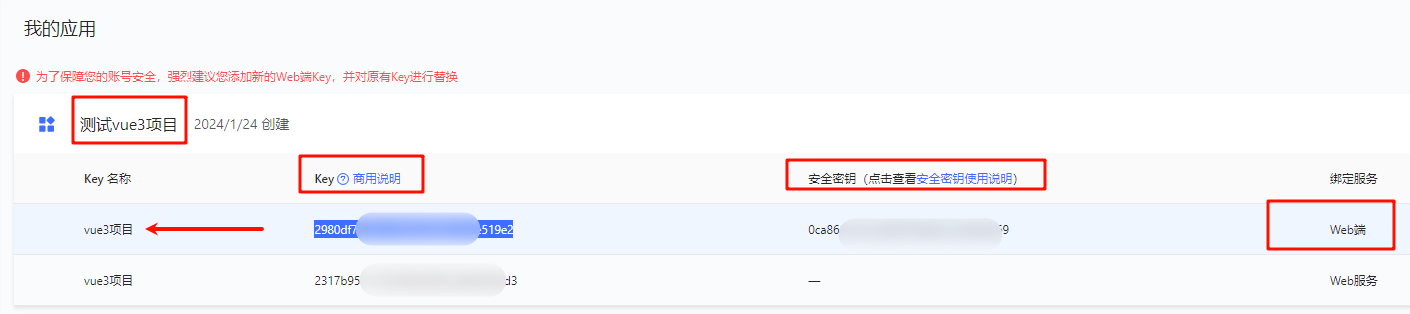 我的应用
为了保障您的账号安全，强烈建议您添加新的Web端Key，并对原有Key进行替换
测试vue3项目 2024/1/24 创建
Key 名称 Key 商用说明 安全密钥（点击查看安全密钥使用说明） 绑定服务
vue3项目 2980df7 519e2 0ca86 69 Web端
vue3项目 2317b95 d3 — Web服务